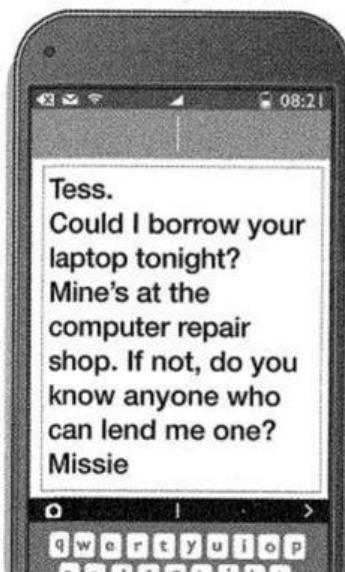 08:21
Tess.
Could I borrow your
laptop tonight?
Mine's at the
computer repair
shop. If not, do you
know anyone who
can lend me one?
Missie
q w e r t y u i o p